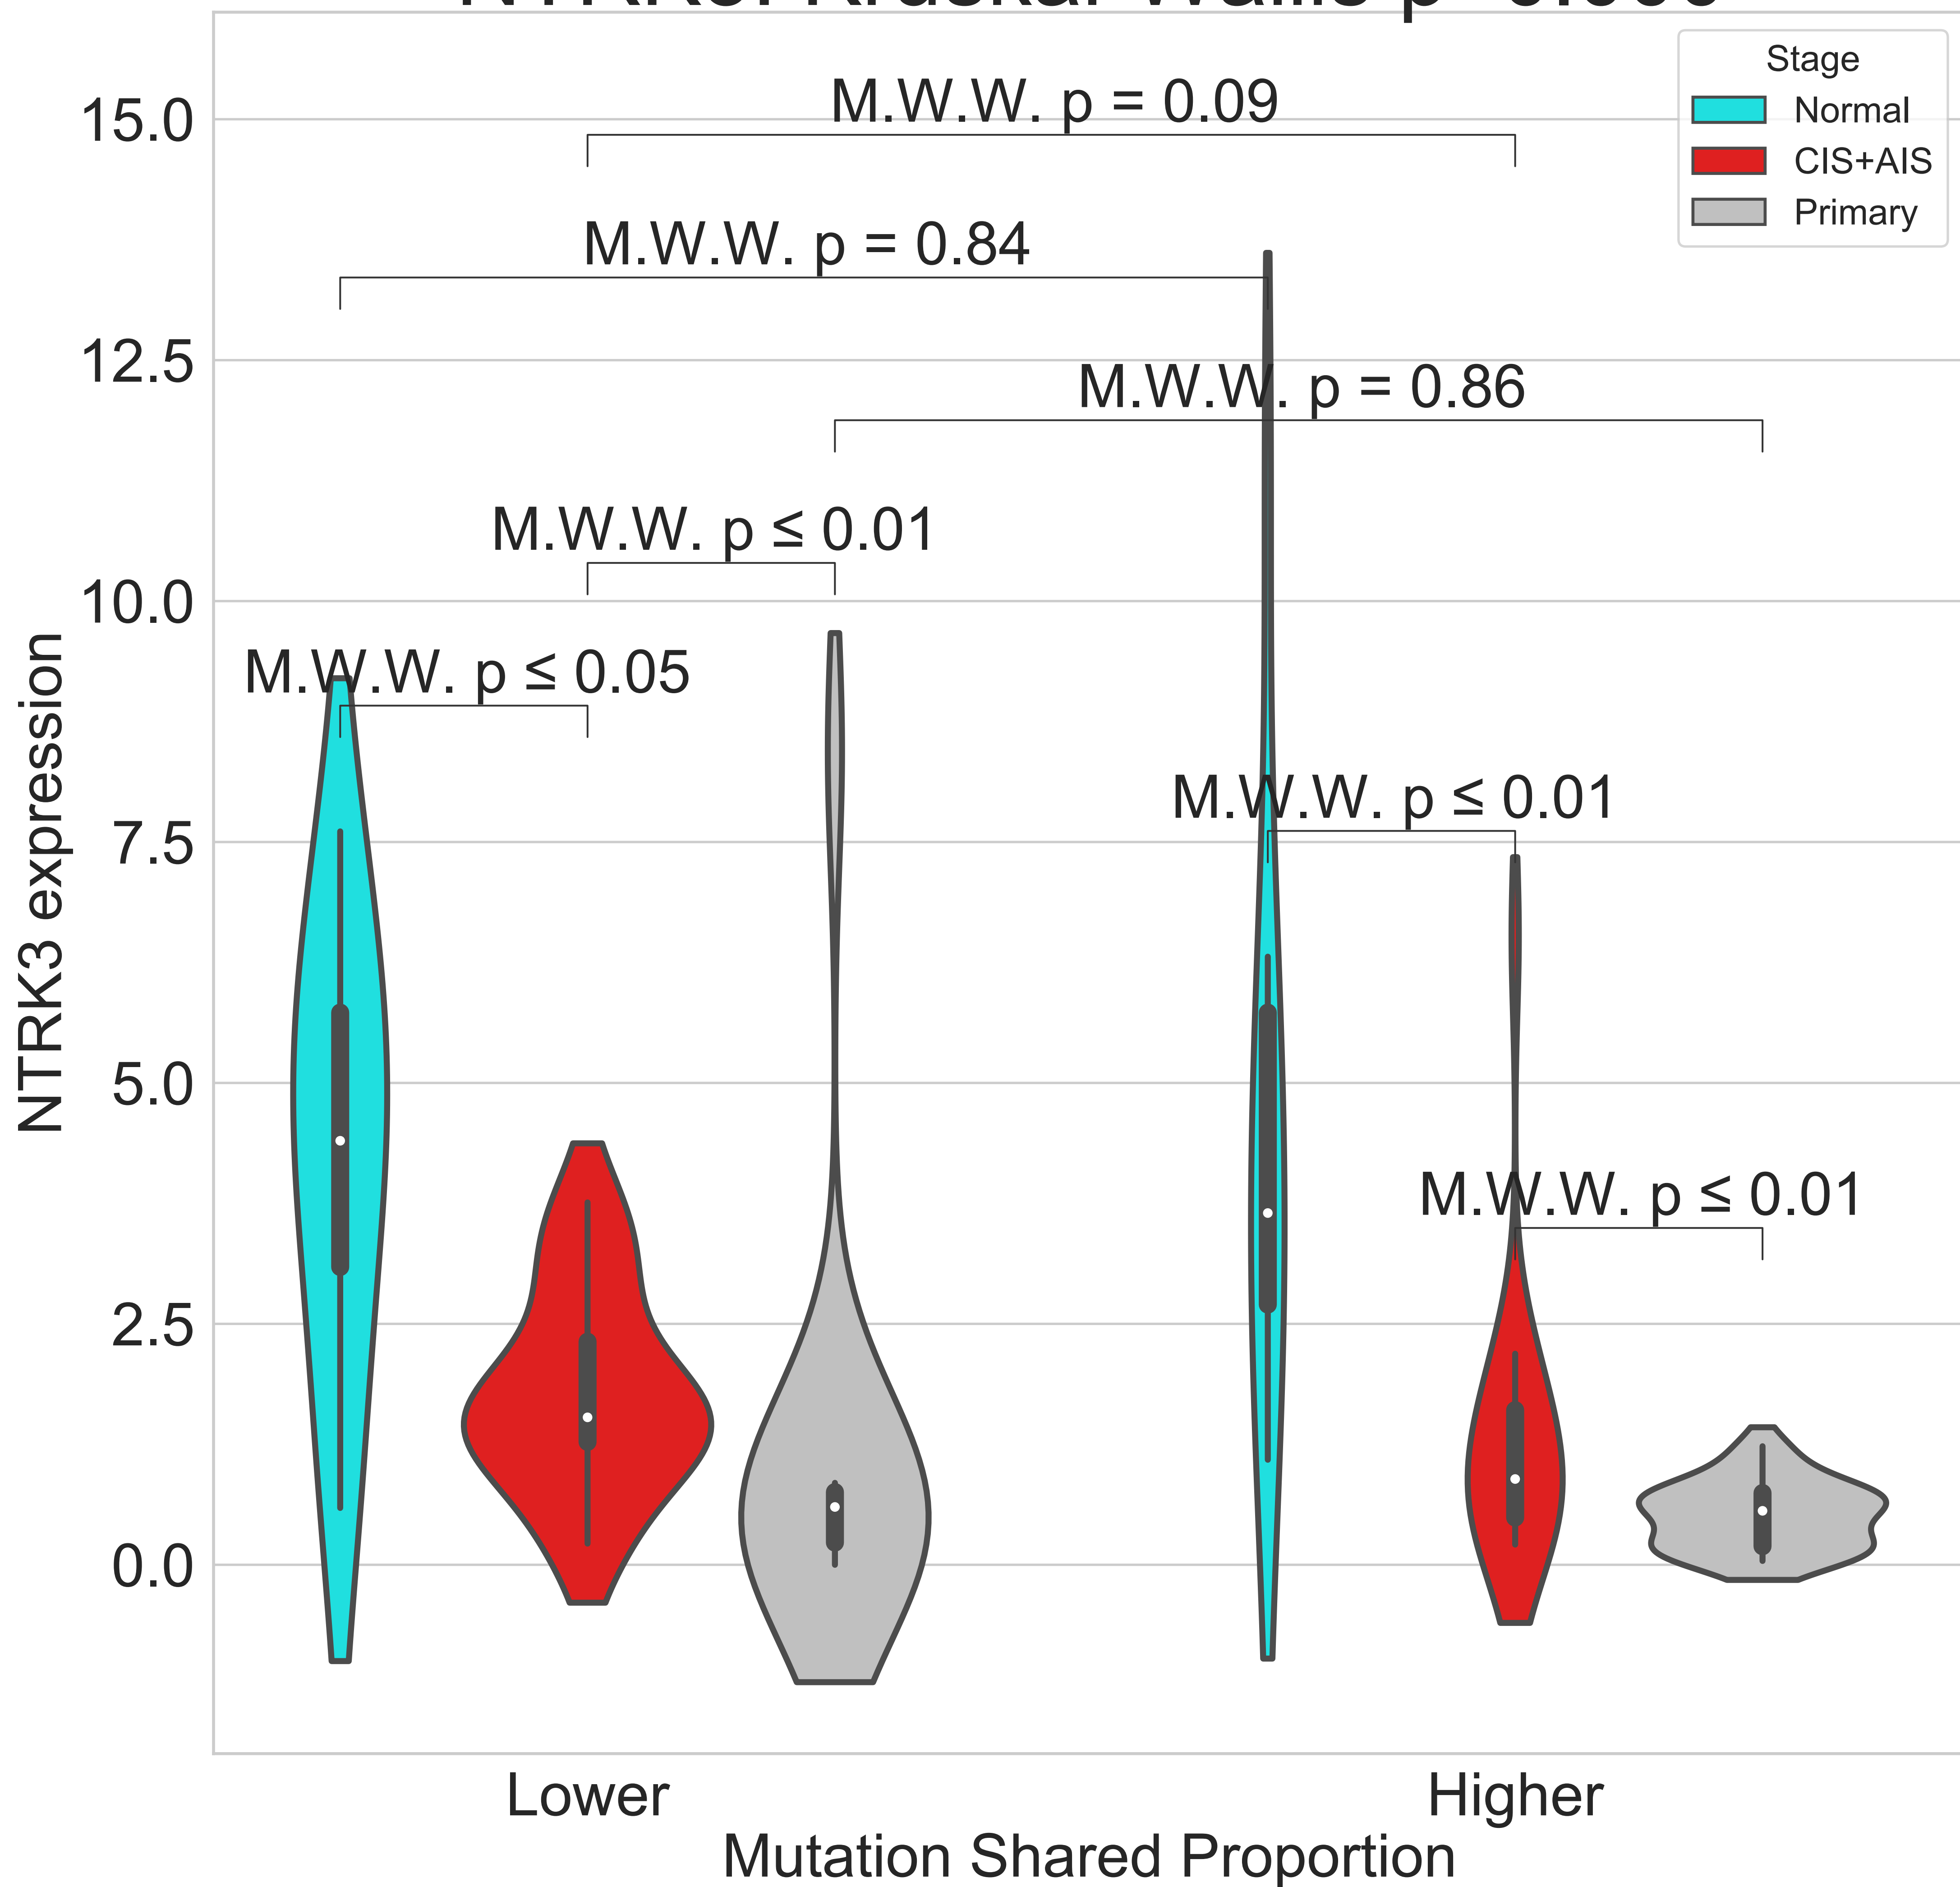 M.W.W. p = 0.09
Stage
Normal
CIS+AIS
Primary
M.W.W. p = 0.84
M.W.W. p = 0.86
M.W.W. p ≤ 0.01
M.W.W. p ≤ 0.05
M.W.W. p ≤ 0.01
M.W.W. p ≤ 0.01
15.0
12.5
10.0
7.5
5.0
2.5
0.0
NTRK3 expression
Lower
Higher
Mutation Shared Proportion